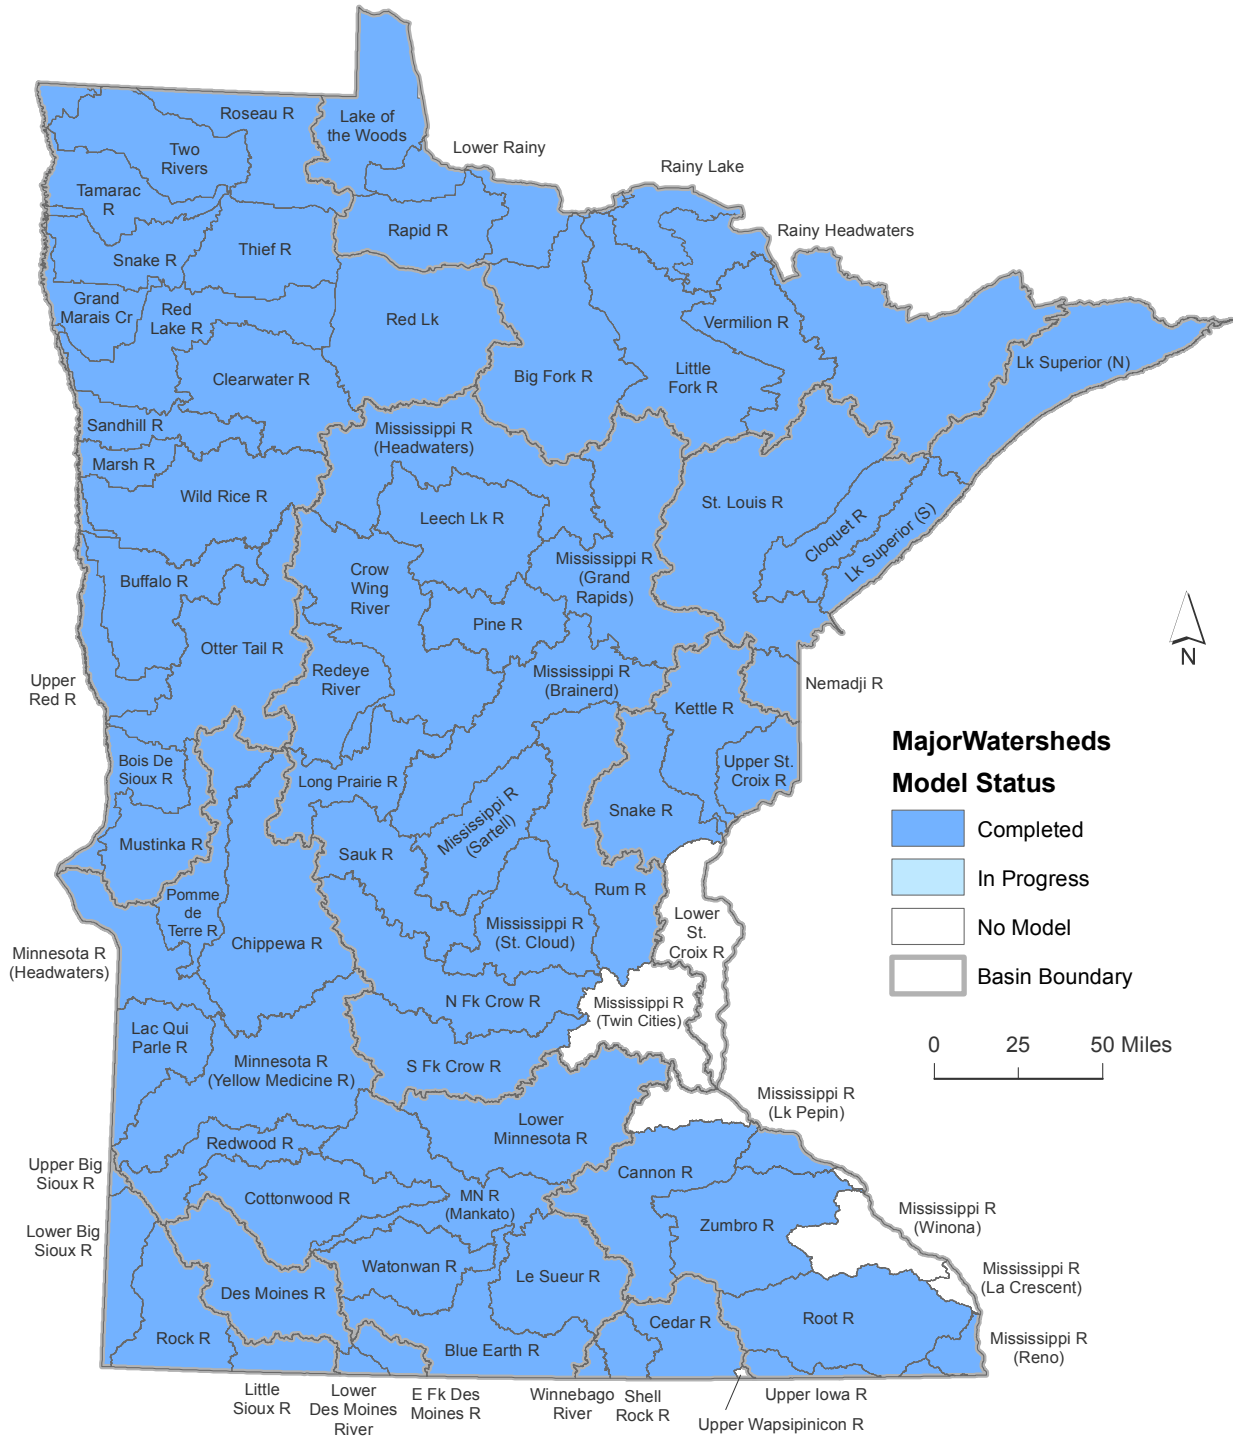 Roseau R
Lake of
the Woods
Two
Rivers
Lower Rainy
Rainy Lake
Tamarac
R
Rapid R
Rainy Headwaters
Thief R
Snake R
Grand
Marais Cr
Red
Lake R
Red Lk
Vermilion R
Lk Superior (N)
Clearwater R
Big Fork R
Little
Fork R
Sandhill R
Mississippi R
(Headwaters)
Marsh R
Wild Rice R
Leech Lk R
St. Louis R
Cloquet R
Lk Superior (S)
Buffalo R
Crow
Wing
River
Mississippi R
(Grand
Rapids)
Pine R
N
Otter Tail R
Redeye
River
Mississippi R
(Brainerd)
Upper
Red R
Nemadji R
Kettle R
MajorWatersheds
Model Status
Completed
In Progress
No Model
Basin Boundary
0 25 50 Miles
Bois De
Sioux R
Long Prairie R
Upper St.
Croix R
Mississippi R
(Sartell)
Snake R
Mustinka R
Sauk R
Rum R
Pomme
de
Terre R
Chippewa R
Mississippi R
(St. Cloud)
Lower
St.
Croix R
Minnesota R
(Headwaters)
N Fk Crow R
Mississippi R
(Twin Cities)
Lac Qui
Parle R
Minnesota R
(Yellow Medicine R)
S Fk Crow R
Mississippi R
(Lk Pepin)
Lower
Minnesota R
Redwood R
Cannon R
Upper Big
Sioux R
Cottonwood R
MN R
(Mankato)
Mississippi R
(Winona)
Zumbro R
Lower Big
Sioux R
Watonwan R
Le Sueur R
Mississippi R
(La Crescent)
Des Moines R
Root R
Cedar R
Rock R
Blue Earth R
Mississippi R
(Reno)
Little
Sioux R
Lower
Des Moines
River
E Fk Des
Moines R
Winnebago
River
Shell
Rock R
Upper Iowa R
Upper Wapsipinicon R